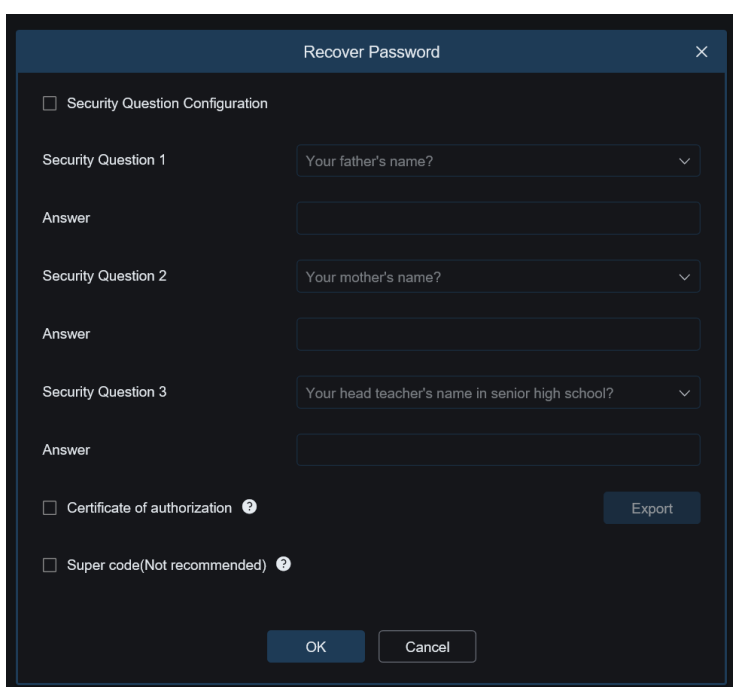 Recover Password
Security Question Configuration
Security Question 1 Your father's name?
Answer
Security Question 2 Your mother's name?
Answer
Security Question 3 Your head teacher's name in senior high school?
Answer
Certificate of authorization ? Export
Super code(Not recommended) ?
OK Cancel